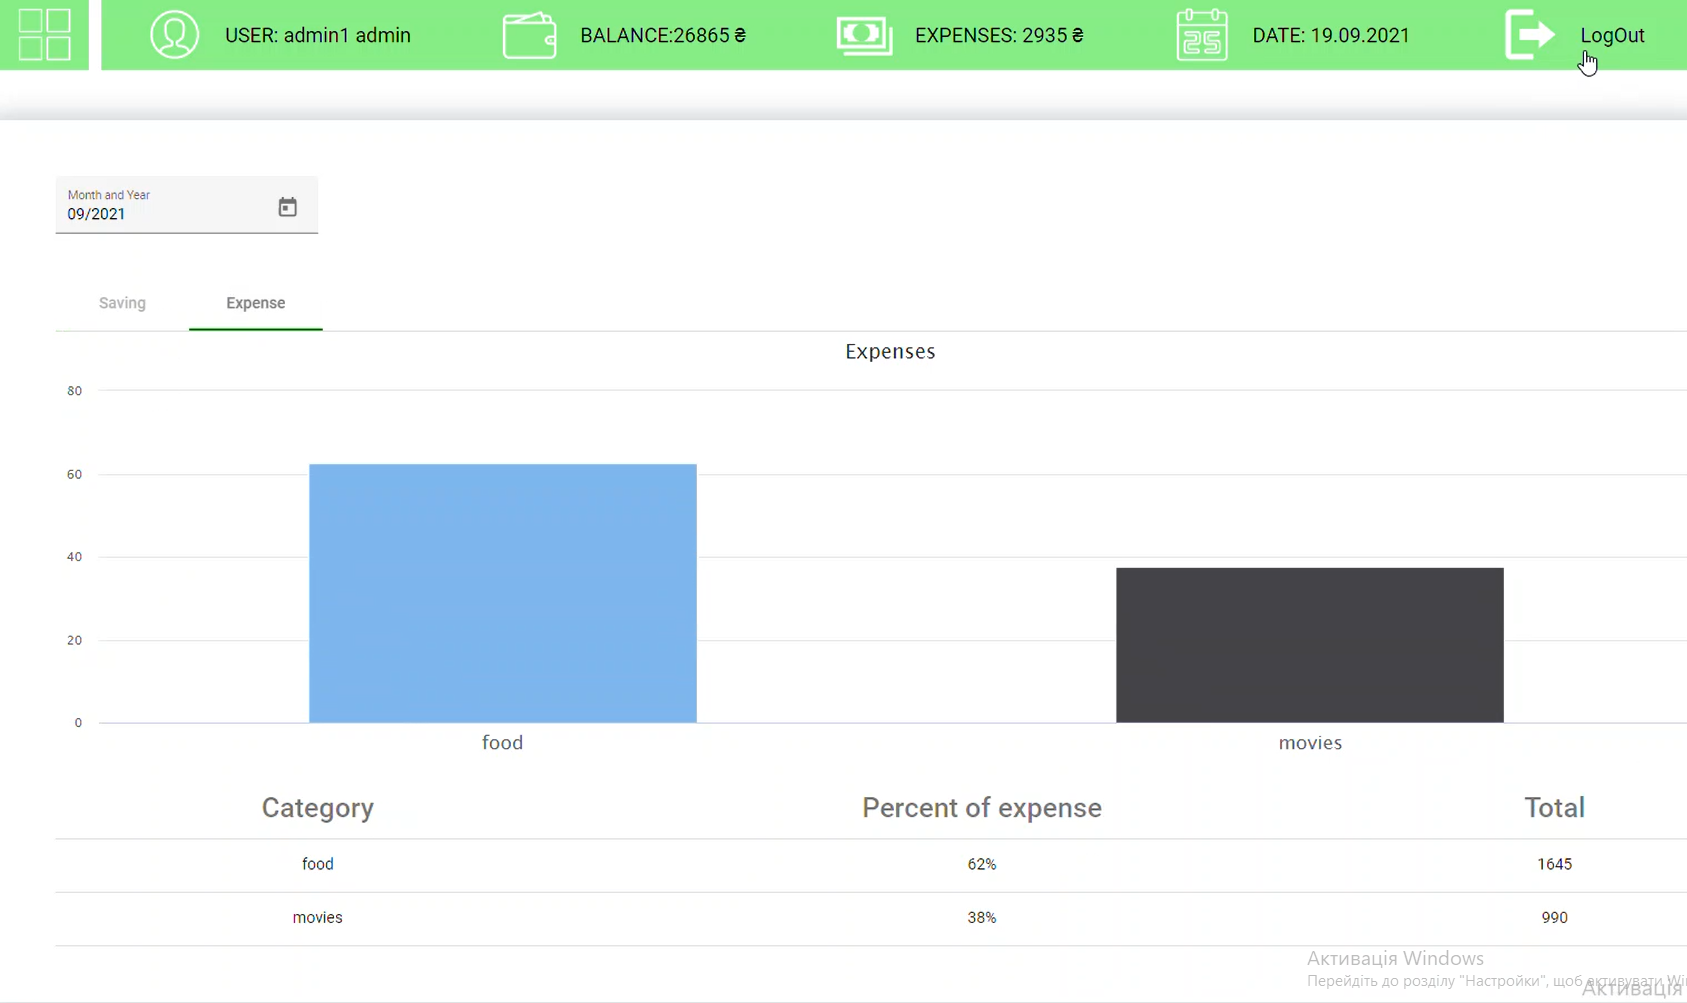 USER: admin1 admin
BALANCE:26865 ₴
EXPENSES: 2935 ₴
25
DATE: 19.09.2021
LogOut
Month and Year
09/2021
Saving
Expense
Expenses
80
60
40
20
0
food
movies
Category
Percent of expense
Total
food
62%
1645
movies
38%
990
Активація Windows
Перейдіть до розділу "Настройки", щоб активувати Wi
Активація